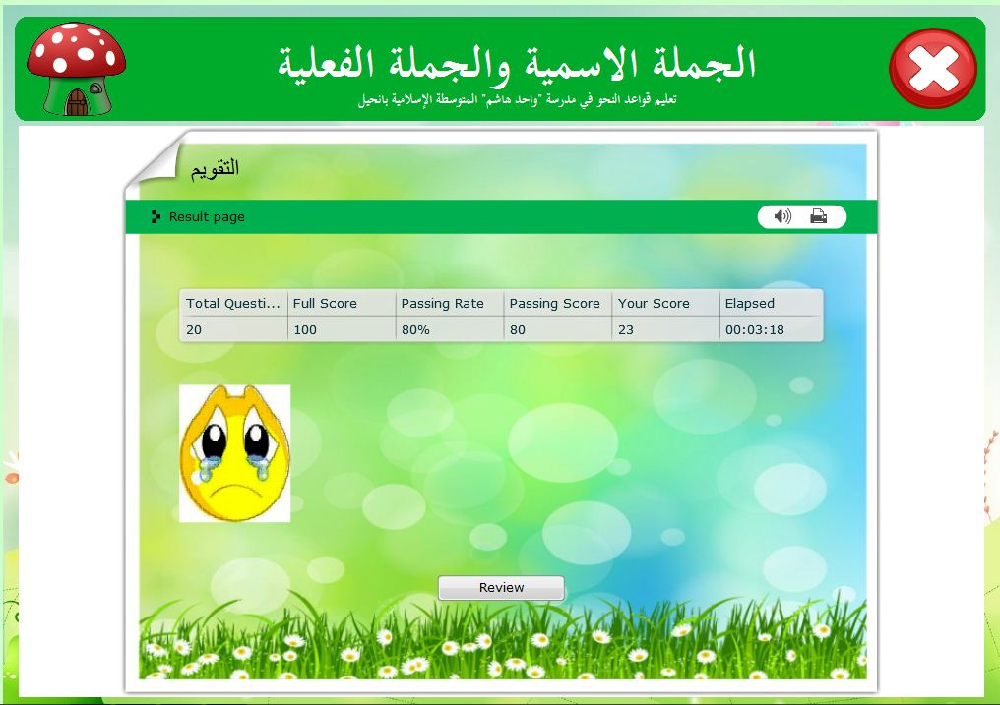 الجملة الاسمية والجملة الفعلية
تعليم قواعد النحو في مدرسة "واحد هاشم" المتوسطة الإسلامية بانحيل
التقويم
Result page
Total Questi... Full Score Passing Rate Passing Score Your Score Elapsed
20 100 80% 80 23 00:03:18
Review